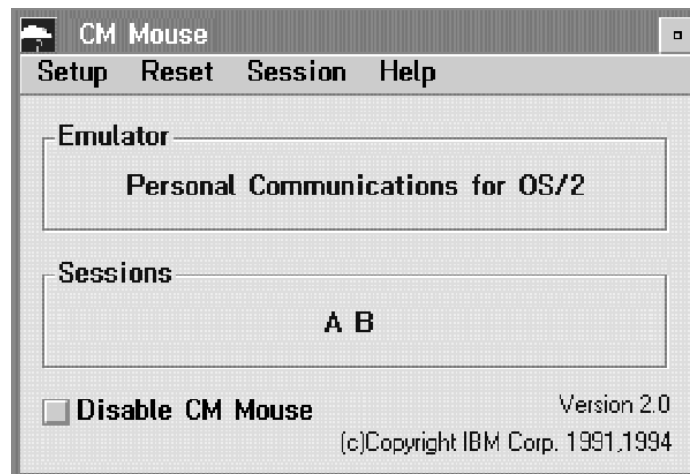 CM Mouse
Setup Reset Session Help
Emulator
Personal Communications for OS/2
Sessions
A B
Disable CM Mouse
Version 2.0
(c)Copyright IBM Corp. 1991,1994